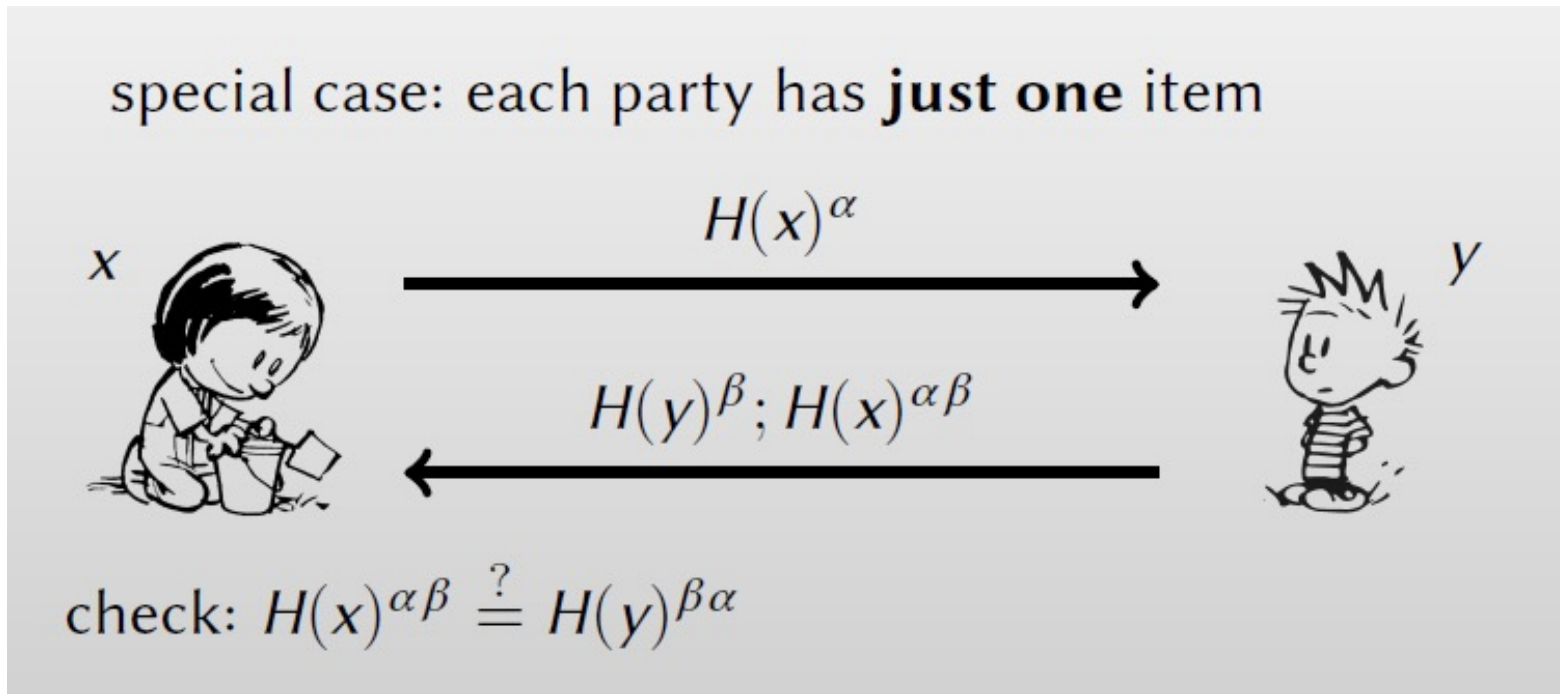 special case: each party has just one item
H(x)^α
x
y
H(y)^β; H(x)^{αβ}
check: H(x)^{αβ} ?= H(y)^{βα}